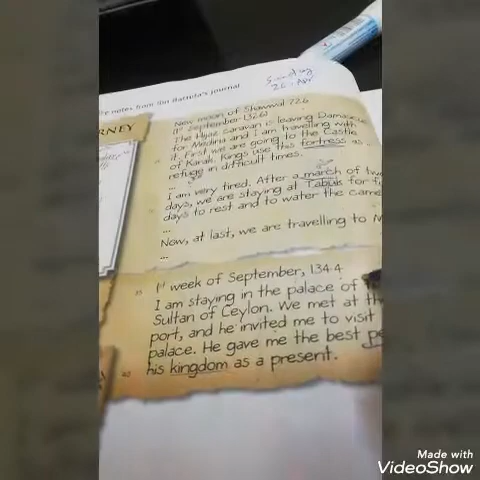 Sunday
notes from Ibn Battuta's journal
RNEY
New moon of Shawwal 726
(1st September 1326)
The Hijaz caravan is leaving Damascus
for Medina and I am travelling with
it. First we are going to the Castle
of Karak. Kings use this fortress as
refuge in difficult times.
...
I am very tired. After a march of two
days, we are staying at Tabuk for
days to rest and to water the
...
Now, at last, we are travelling to
...
1st week of September, 1344
I am staying in the palace of
Sultan of Ceylon. We met at the
port, and he invited me to visit
palace. He gave me the best
his kingdom as a present.
Made with
VideoShow